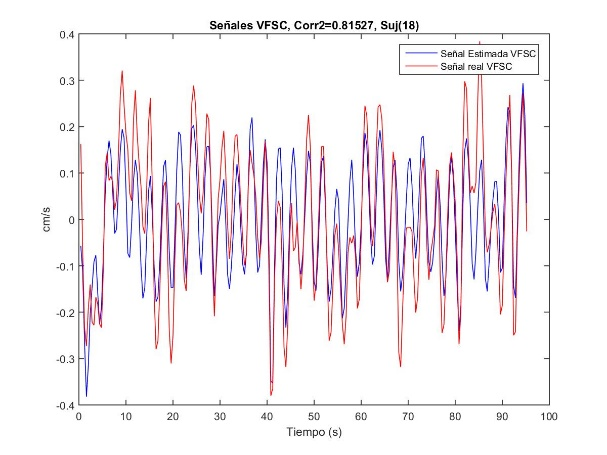 Señales VFSC, Corr2=0.81527, Suj(18)
Señal Estimada VFSC
Señal real VFSC
cm/s
0.4
0.3
0.2
0.1
0
-0.1
-0.2
-0.3
-0.4
0 10 20 30 40 50 60 70 80 90 100
Tiempo (s)